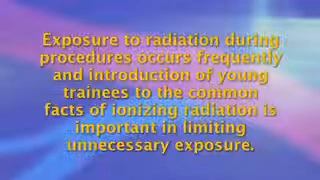 Exposure to radiation during
procedures occurs frequently
and introduction of young
trainees to the common
facts of ionizing radiation is
important in limiting
unnecessary exposure.